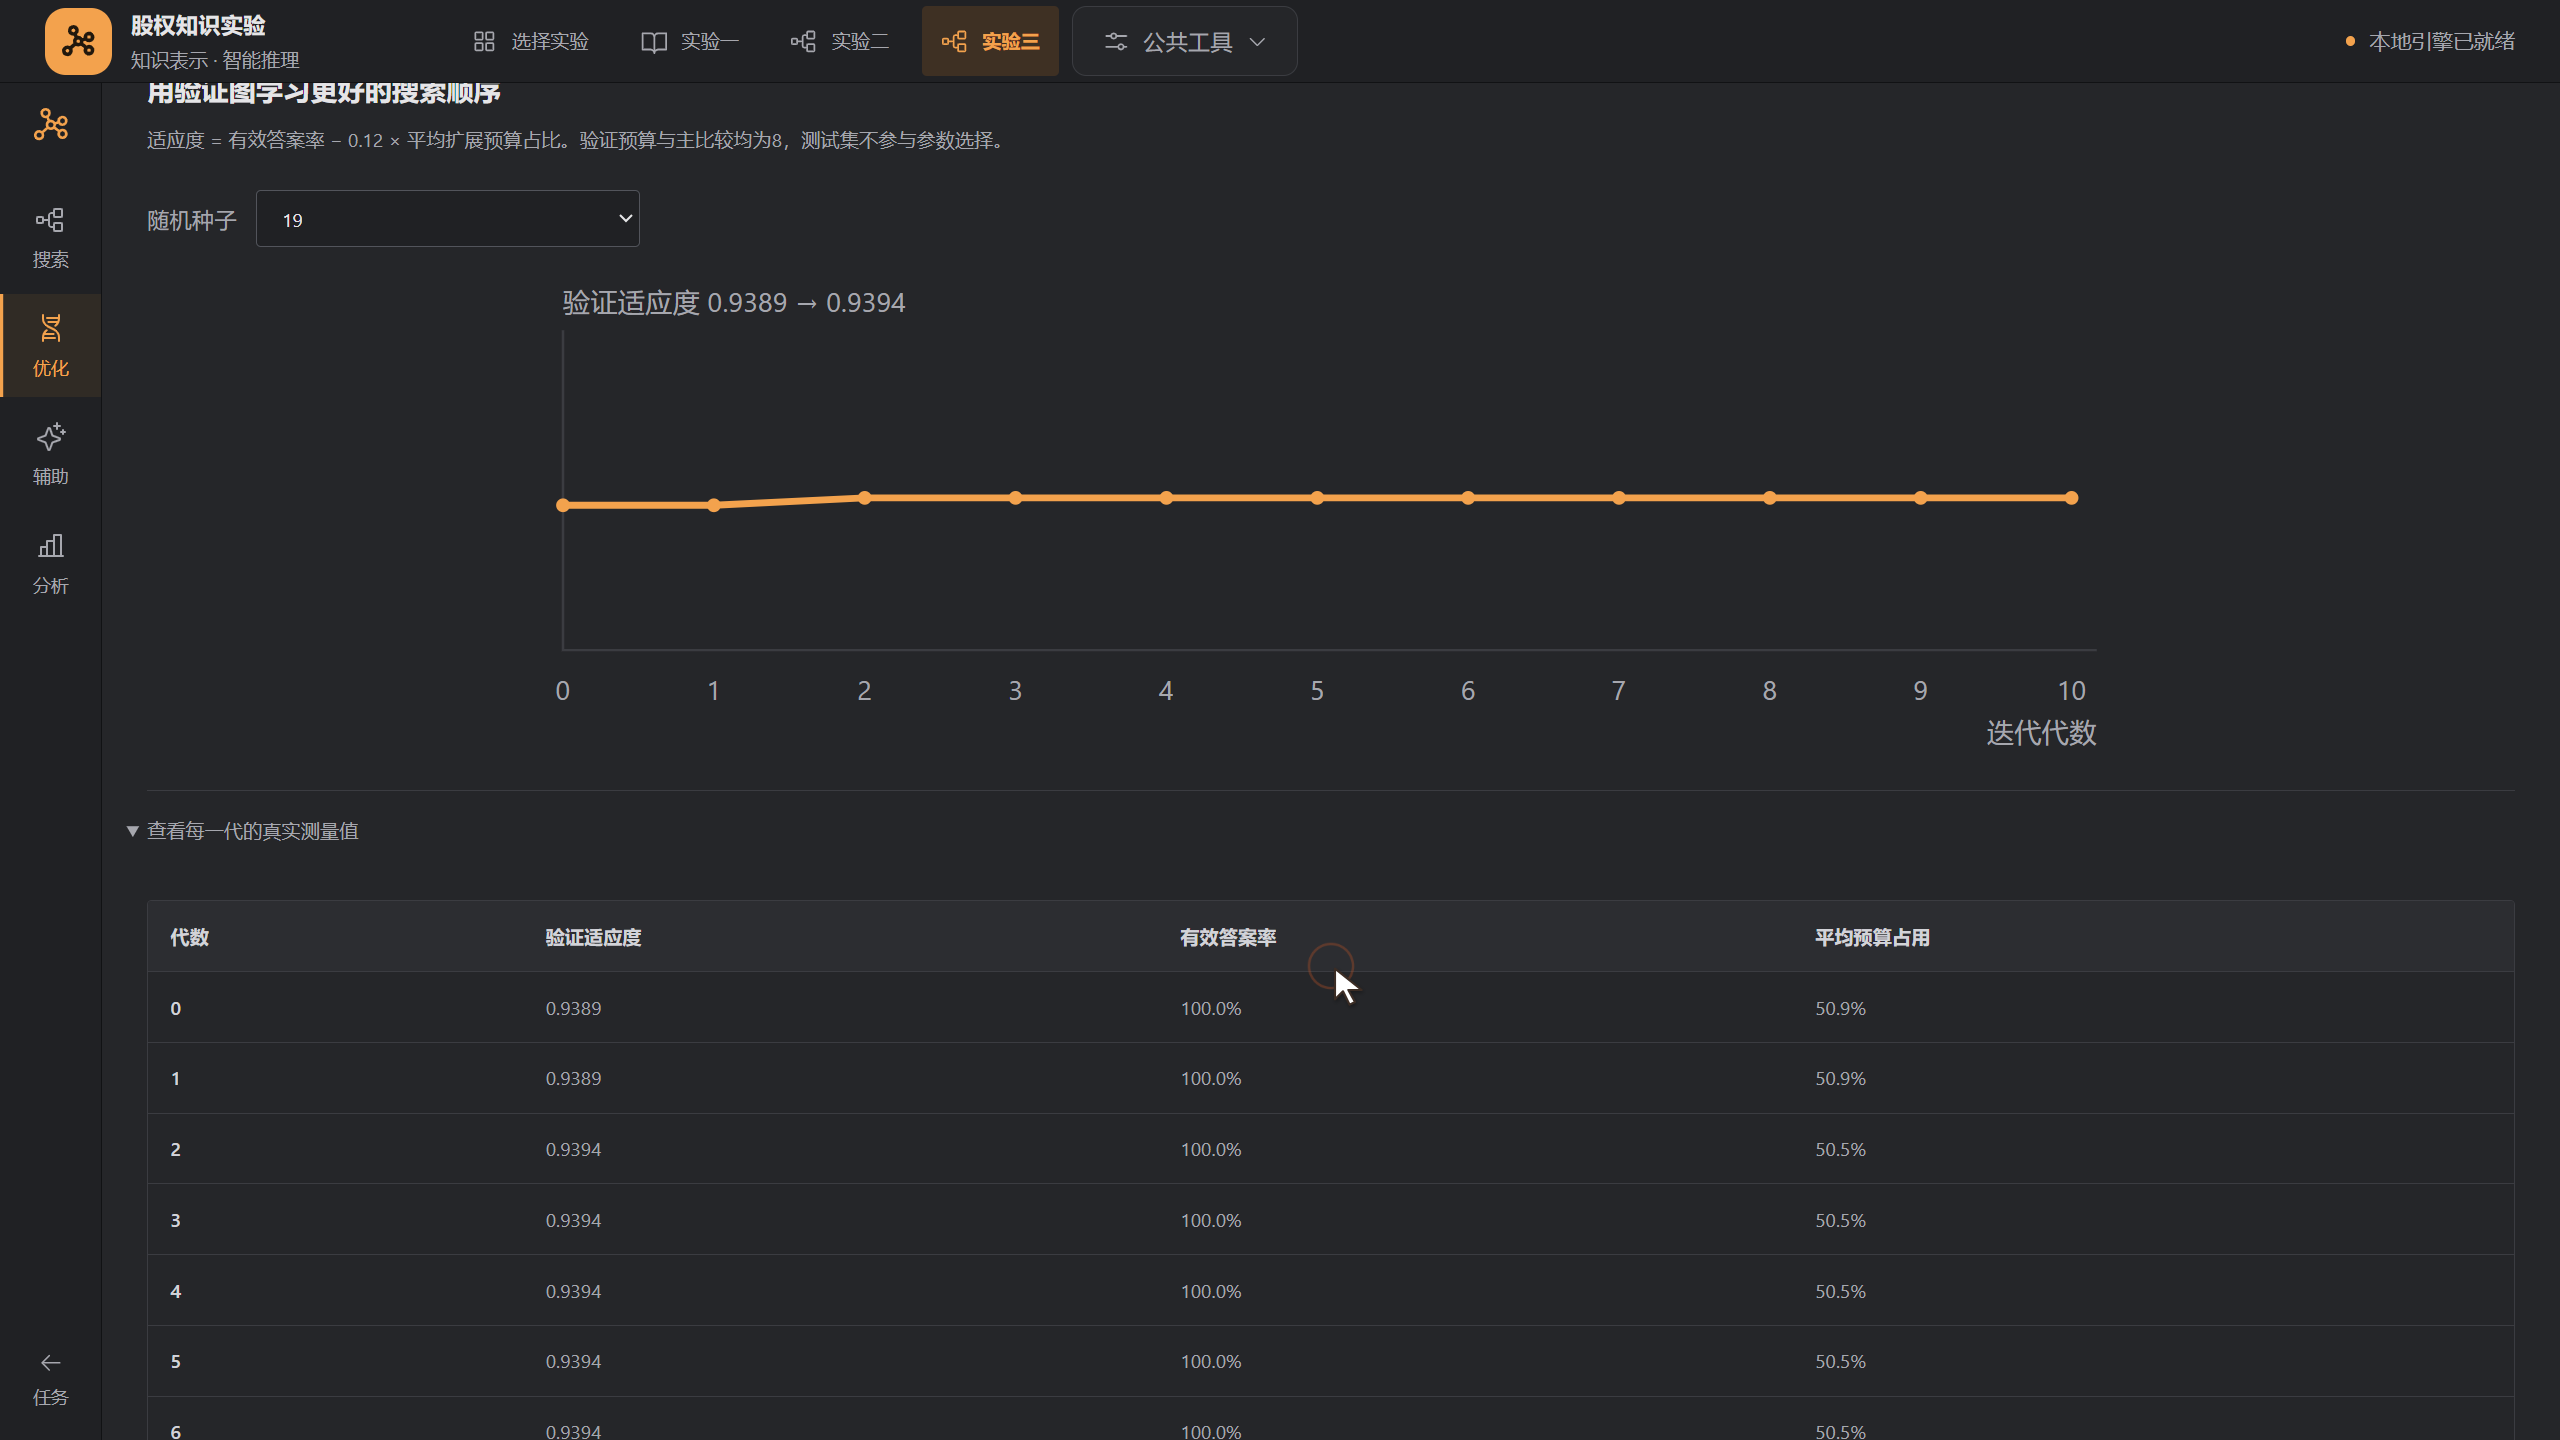 股权知识实验
知识表示 · 智能推理
选择实验
实验一
实验二
实验三
公共工具
本地引擎已就绪
搜索
优化
辅助
分析
任务
用验证图学习更好的搜索顺序
适应度 = 有效答案率 − 0.12 × 平均扩展预算占比。验证预算与主比较均为8，测试集不参与参数选择。
随机种子 19
验证适应度 0.9389 → 0.9394
0 1 2 3 4 5 6 7 8 9 10
迭代代数
▼ 查看每一代的真实测量值
代数 验证适应度 有效答案率 平均预算占用
0 0.9389 100.0% 50.9%
1 0.9389 100.0% 50.9%
2 0.9394 100.0% 50.5%
3 0.9394 100.0% 50.5%
4 0.9394 100.0% 50.5%
5 0.9394 100.0% 50.5%
6 0.9394 100.0% 50.5%